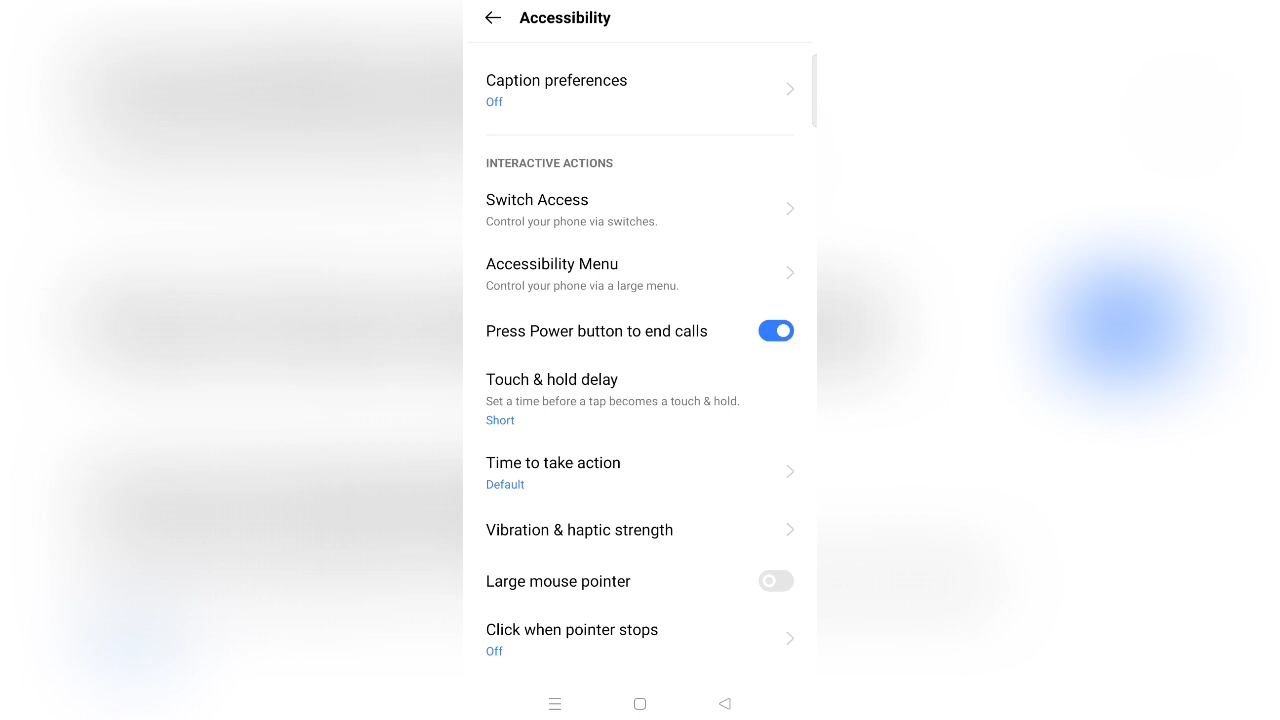 Accessibility
Caption preferences
Off
INTERACTIVE ACTIONS
Switch Access
Control your phone via switches.
Accessibility Menu
Control your phone via a large menu.
Press Power button to end calls
Touch & hold delay
Set a time before a tap becomes a touch & hold.
Short
Time to take action
Default
Vibration & haptic strength
Large mouse pointer
Click when pointer stops
Off